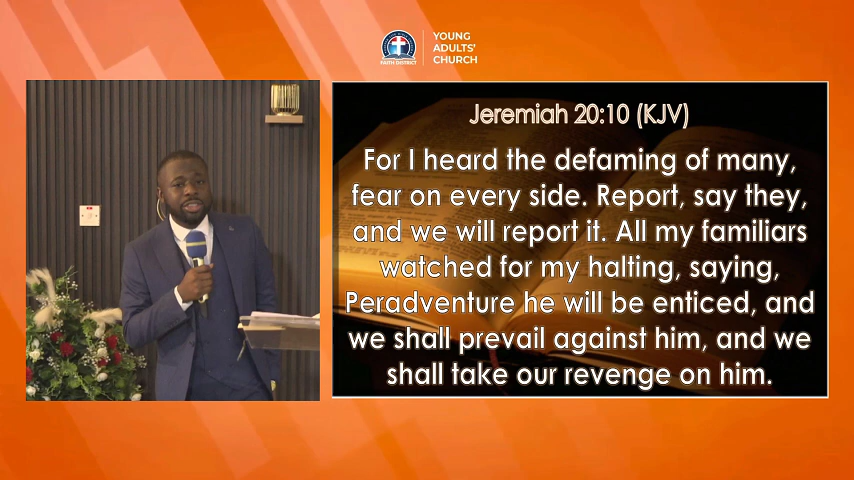 FAITH DISTRICT
YOUNG
ADULTS'
CHURCH
Jeremiah 20:10 (KJV)
For I heard the defaming of many,
fear on every side. Report, say they,
and we will report it. All my familiars
watched for my halting, saying,
Peradventure he will be enticed, and
we shall prevail against him, and we
shall take our revenge on him.